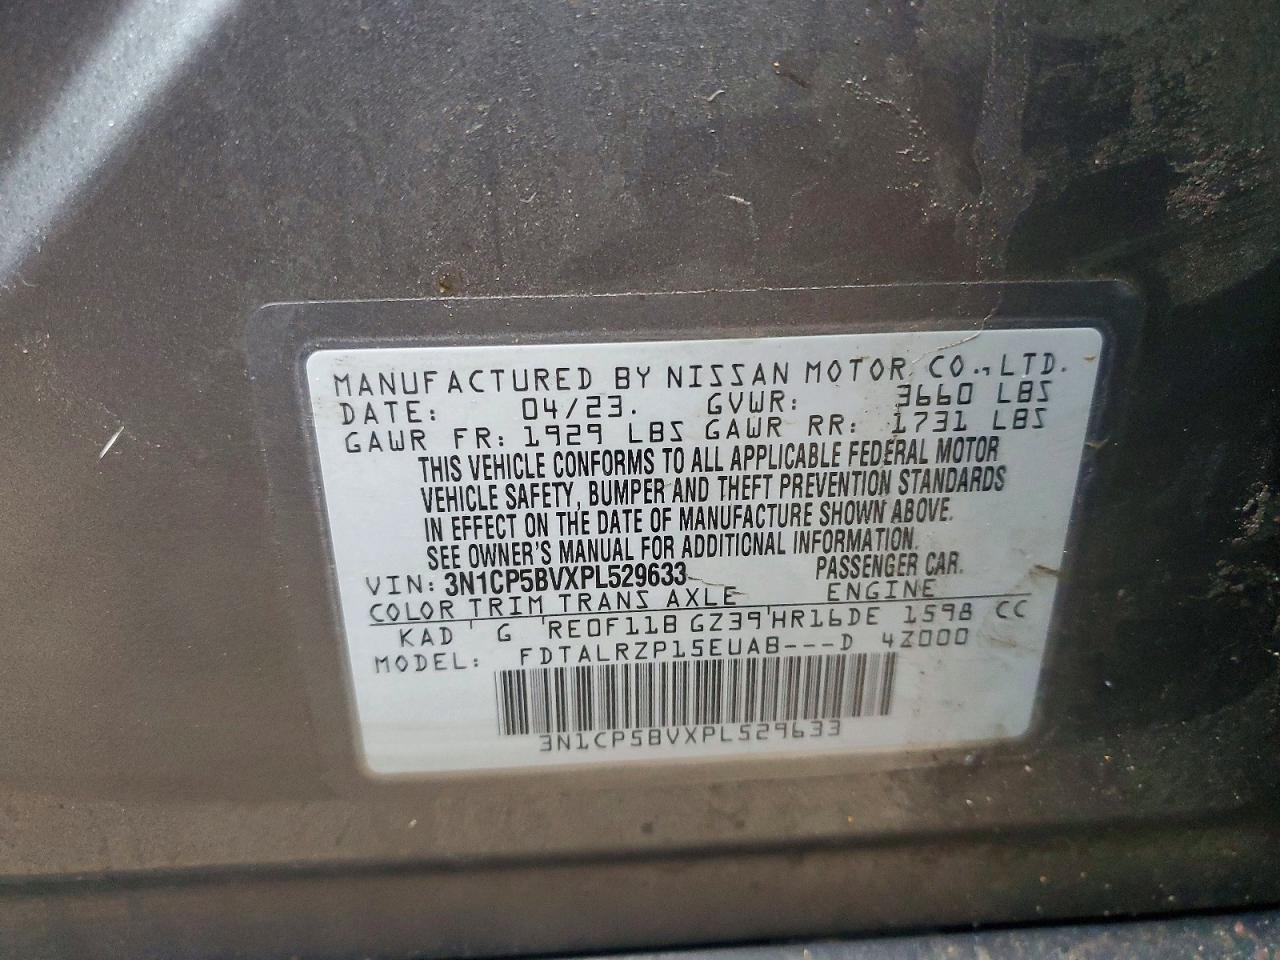 MANUFACTURED BY NISSAN MOTOR CO., LTD.
DATE: 04/23. GVWR: 3660 LBS
GAWR FR: 1929 LBS GAWR RR: 1731 LBS
THIS VEHICLE CONFORMS TO ALL APPLICABLE FEDERAL MOTOR
VEHICLE SAFETY, BUMPER AND THEFT PREVENTION STANDARDS
IN EFFECT ON THE DATE OF MANUFACTURE SHOWN ABOVE.
SEE OWNER'S MANUAL FOR ADDITIONAL INFORMATION.
VIN: 3N1CP5BVXPL529633 PASSENGER CAR.
COLOR TRIM TRANS AXLE ENGINE
KAD ' G ' RE0F11B GZ39 ' HR16DE 1598 CC
MODEL: FDTALRZP15EUAB---D 4Z000
3N1CP5BVXPL529633